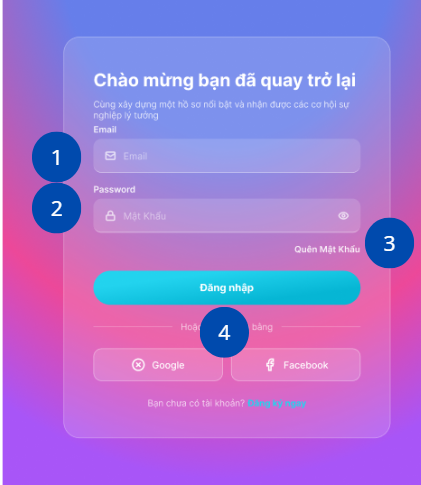 Chào mừng bạn đã quay trở lại
Cùng xây dựng một hồ sơ nổi bật và nhận được các cơ hội sự
nghiệp lý tưởng
Email
1
Email
Password
2
Mật Khẩu
3
Quên Mật Khẩu
Đăng nhập
4
Hoặc bằng
Google
Facebook
Bạn chưa có tài khoản? Đăng ký ngay